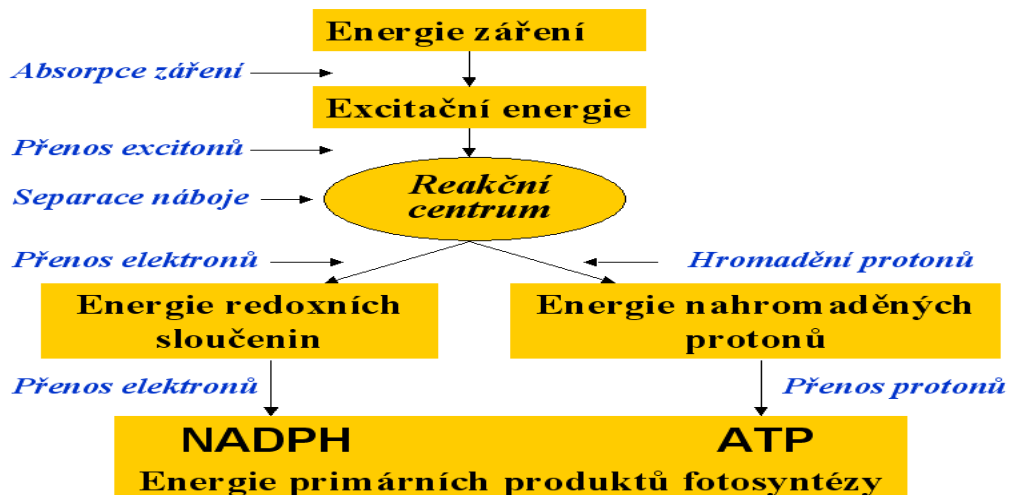 Energie záření
Absorpce záření
Excitační energie
Přenos excitonů
Reakční
centrum
Separace náboje
Přenos elektronů
Hromadění protonů
Energie redoxních
sloučenin
Energie nahromaděných
protonů
Přenos elektronů
Přenos protonů
NADPH
ATP
Energie primárních produktů fotosyntézy